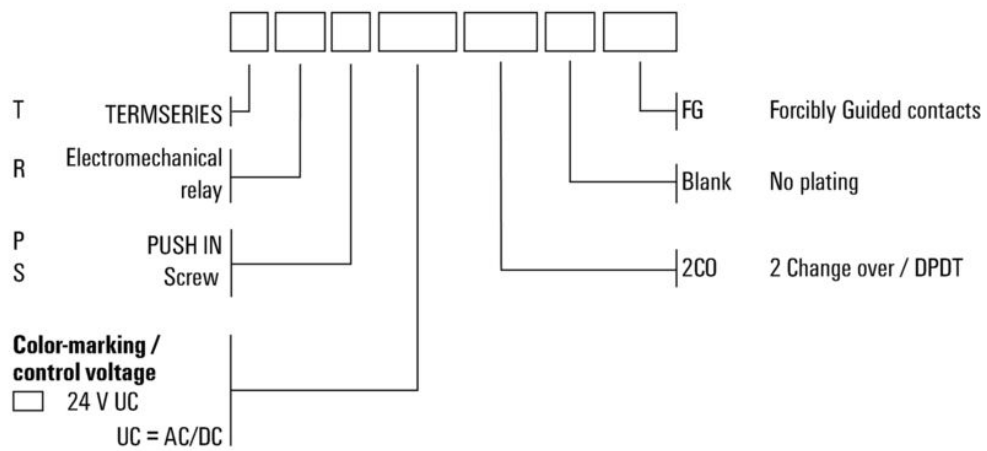 T TERMSERIES
R Electromechanical
relay
P PUSH IN
S Screw
Color-marking /
control voltage
24 V UC
UC = AC/DC
FG Forcibly Guided contacts
Blank No plating
2CO 2 Change over / DPDT